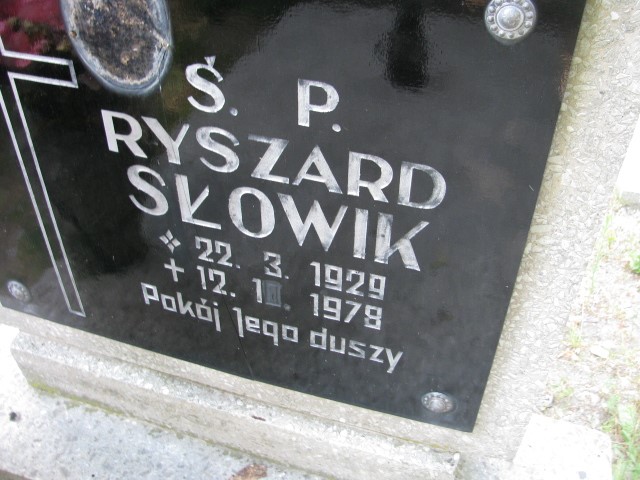 Ś. P.
RYSZARD
SŁOWIK
22. 3. 1929
12. 1978
Pokój Jego duszy